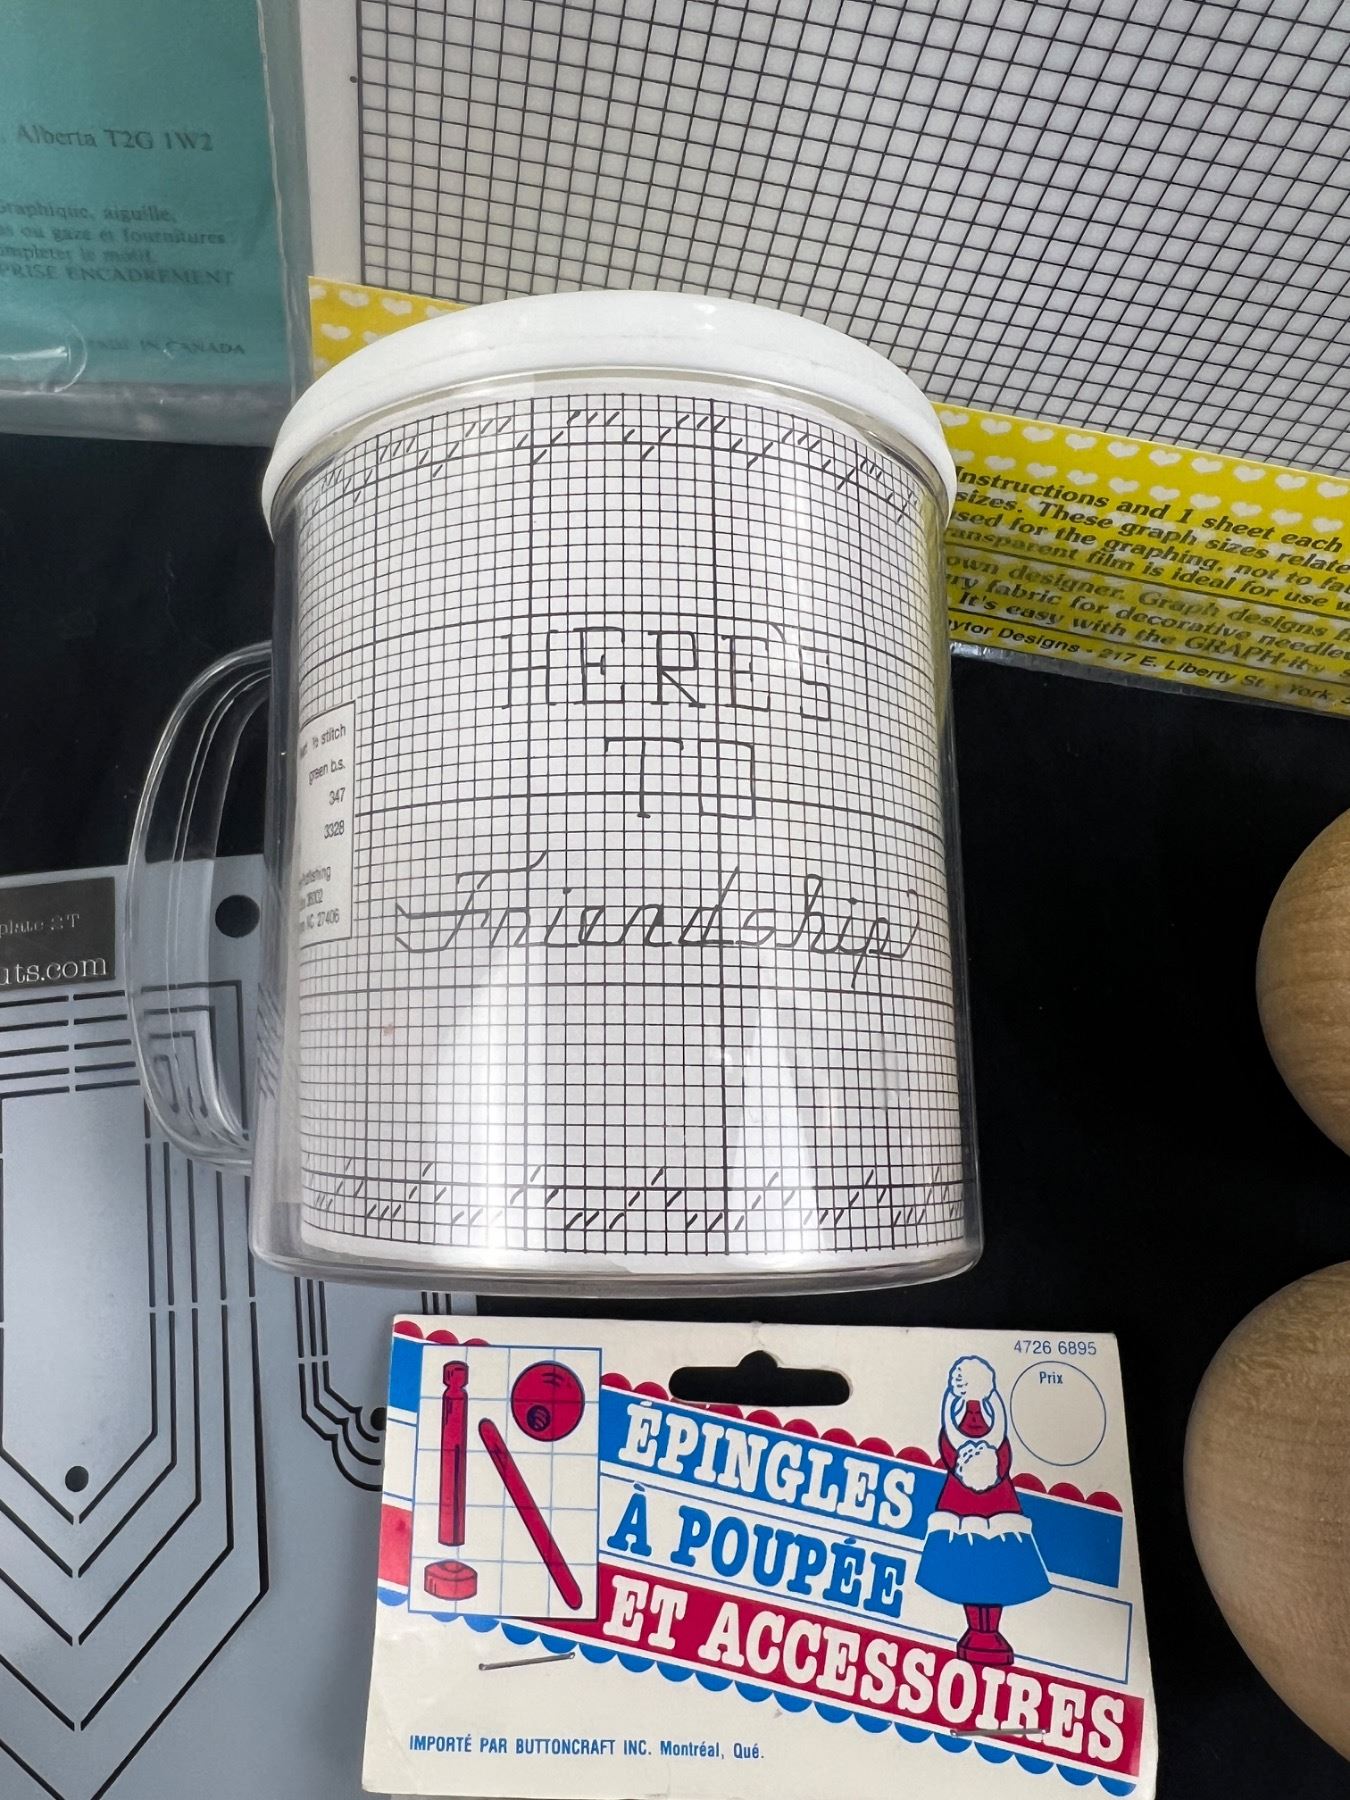 Alberta T2G 1W2
Graphique, aiguille,
ou gaze et fournitures
compléter le motif.
PRISE ENCADREMENT
IN CANADA
Instructions and 1 sheet each
sizes. These graph sizes relate
used for the graphing, not to
transparent film is ideal for use
own designer. Graph designs
fabric for decorative
It's easy with the GRAPH-it
Designs · 217 E. Liberty St. York,
HERE'S
TO
Friendship
stitch
green b.s.
347
3328
NC 27406
plate 2T
uts.com
4726 6895
Prix
ÉPINGLES
À POUPÉE
ET ACCESSOIRES
IMPORTÉ PAR BUTTONCRAFT INC. Montréal, Qué.